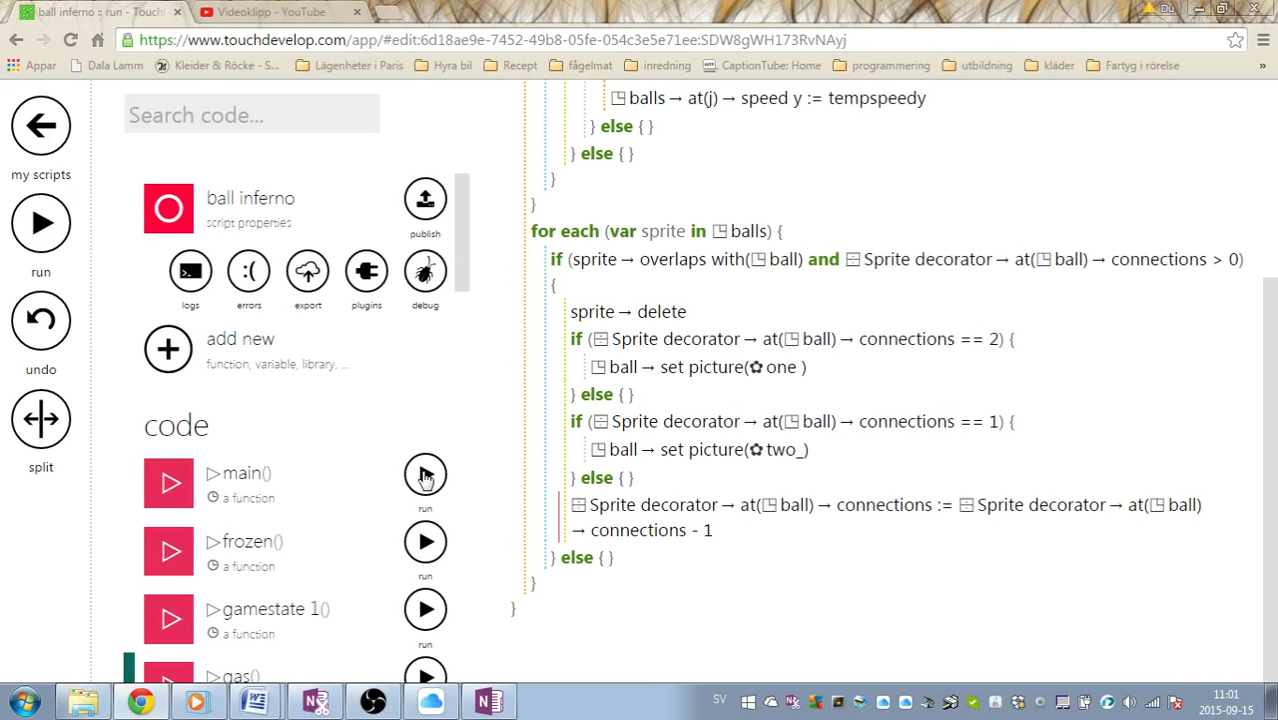 ball inferno :: run - Touch
Videoklipp - YouTube
Du
https://www.touchdevelop.com/app/#edit:6d18ae9e-7452-49b8-05fe-054c3e5e71ee:SDW8gWH173RvNAyj
Appar
Dala Lamm
Kleider & Röcke - S...
Lägenheter i Paris
Hyra bil
Recept
fågelmat
inredning
CaptionTube: Home
programmering
utbildning
kläder
Fartyg i rörelse
»
my scripts
run
undo
split
Search code...
ball inferno
script properties
publish
logs
errors
export
plugins
debug
add new
function, variable, library, ...
code
main()
a function
run
frozen()
a function
run
gamestate 1()
a function
run
gas()
balls → at(j) → speed y := tempspeedy
} else { }
} else { }
}
}
for each (var sprite in balls) {
if (sprite → overlaps with(ball) and Sprite decorator → at(ball) → connections > 0)
{
sprite → delete
if (Sprite decorator → at(ball) → connections == 2) {
ball → set picture(one )
} else { }
if (Sprite decorator → at(ball) → connections == 1) {
ball → set picture(two_)
} else { }
Sprite decorator → at(ball) → connections := Sprite decorator → at(ball)
→ connections - 1
} else { }
}
}
SV
11:01
2015-09-15